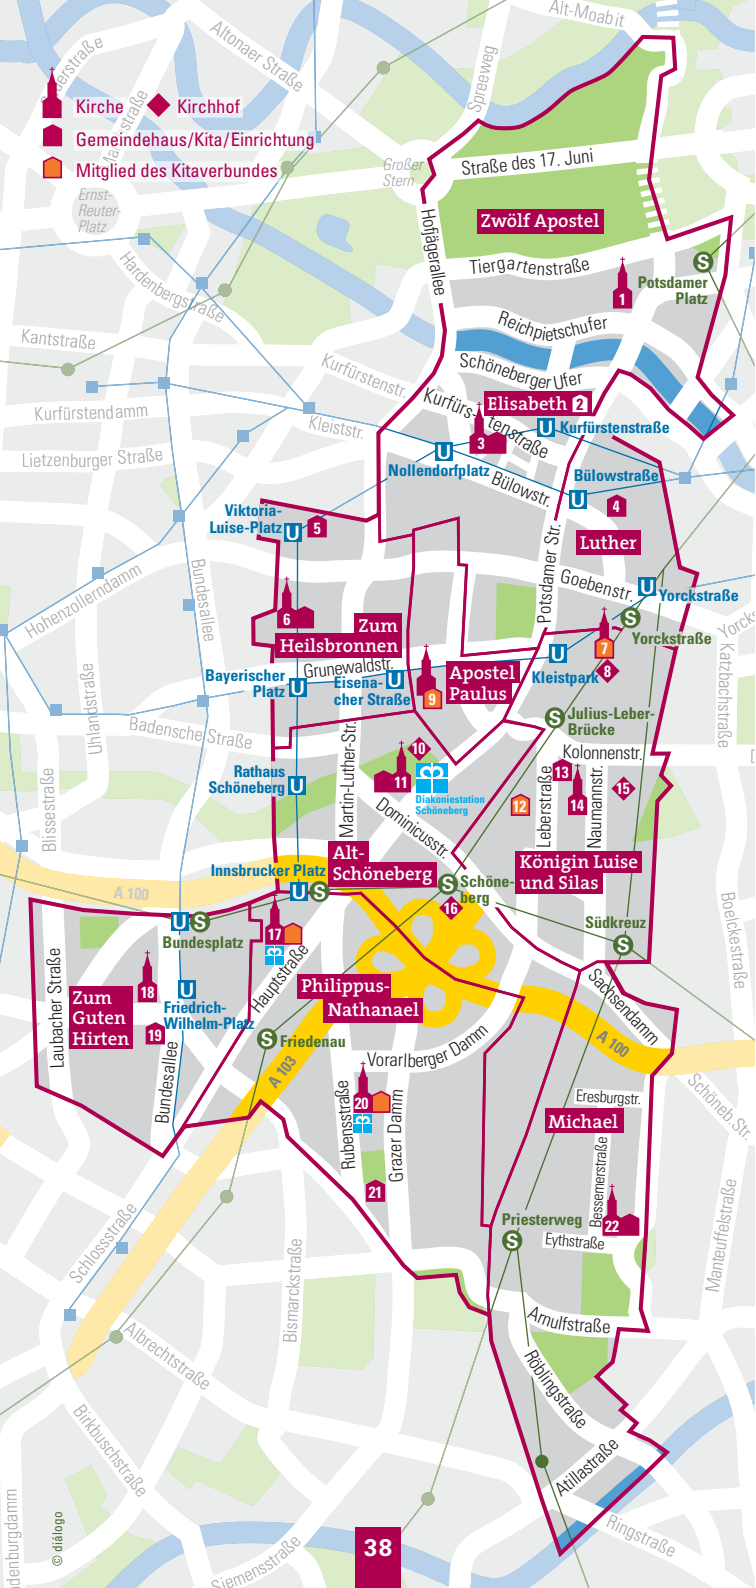 Alt-Moabit
Altonaer Straße
Spreeweg
Kirche
Kirchhof
Gemeindehaus/Kita/Einrichtung
Mitglied des Kitaverbundes
Großer
Stern
Straße des 17. Juni
Ernst-
Reuter-
Platz
Zwölf Apostel
Hofjägerallee
Tiergartenstraße
Hardenbergstraße
1
S
Potsdamer
Platz
Reichpietschufer
Kantstraße
Schöneberger Ufer
Kurfürstenstr.
Kurfürs-
tenstraße
Elisabeth 2
Kurfürstendamm
Kleiststr.
3
U
Kurfürstenstraße
Lietzenburger Straße
U
Nollendorfplatz
Bülowstr.
Bülowstraße
U
4
Viktoria-
Luise-Platz
U
5
Potsdamer Str.
Luther
Hohenzollerndamm
Bundesallee
Goebenstr.
U
Yorckstraße
6
Zum
Heilsbronnen
S
Yorckstraße
Yorckst
7
Uhlandstraße
Grunewaldstr.
U
Kleistpark
8
Katzbachstraße
Bayerischer
Platz
U
Eisena-
cher Straße
U
9
Apostel
Paulus
Badensche Straße
S
Julius-Leber-
Brücke
10
Kolonnenstr.
Martin-Luther-Str.
Rathaus
Schöneberg
U
11
Diakoniestation
Schöneberg
13
14
15
12
Leberstraße
Naumannstr.
Blissestraße
Dominicusstr.
Alt-
Schöneberg
Königin Luise
und Silas
Innsbrucker Platz
U
S
S
Schöne-
berg
A 100
16
Boelckestraße
U
S
Bundesplatz
17
Südkreuz
S
Laubacher Straße
Hauptstraße
18
U
Friedrich-
Wilhelm-Platz
Zum
Guten
Hirten
Philippus-
Nathanael
Sachsendamm
19
S
Friedenau
A 100
Bundesallee
A 103
Vorarlberger Damm
Schöneb. Str.
Rubensstraße
20
Grazer Damm
Eresburgstr.
Michael
Bessemerstraße
21
22
Manteuffelstraße
Schlossstraße
Priesterweg
S
Eythstraße
Bismarckstraße
Arnulfstraße
Albrechtstraße
Röblingstraße
Birkbuschstraße
Attilastraße
Ringstraße
denburgdamm
© diálogo
Siemensstraße
38